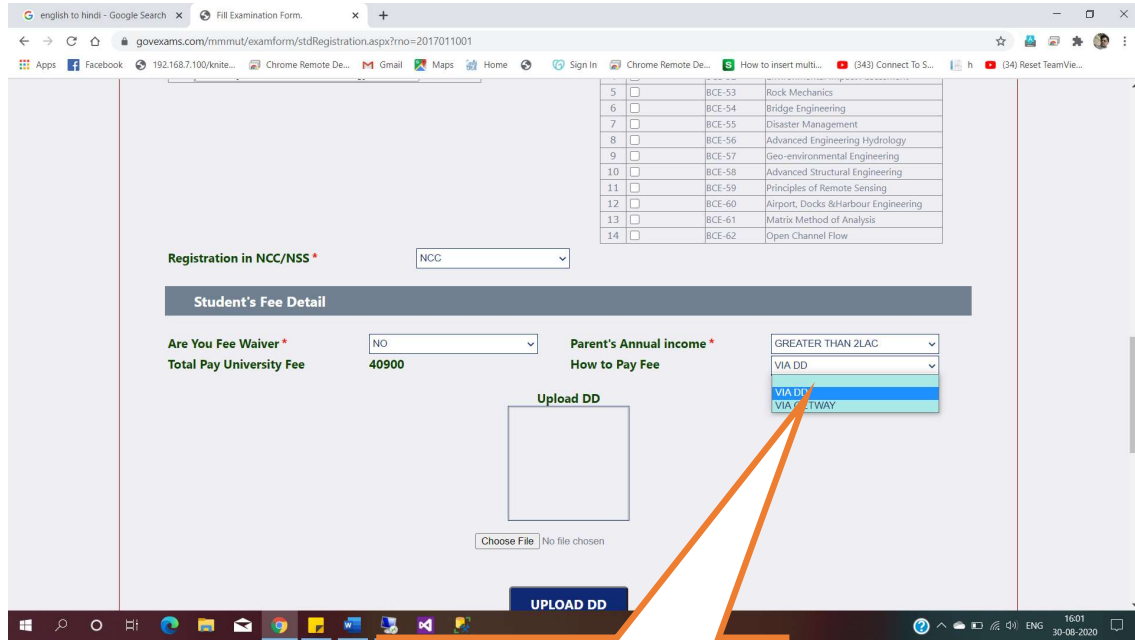 english to hindi - Google Search
Fill Examination Form.
govexams.com/mmmut/examform/stdRegistration.aspx?rno=2017011001
Apps Facebook 192.168.7.100/knite... Chrome Remote De... Gmail Maps Home Sign In Chrome Remote De... How to insert multi... (343) Connect To S... h (34) Reset TeamVie...
5 BCE-53 Rock Mechanics
6 BCE-54 Bridge Engineering
7 BCE-55 Disaster Management
8 BCE-56 Advanced Engineering Hydrology
9 BCE-57 Geo-environmental Engineering
10 BCE-58 Advanced Structural Engineering
11 BCE-59 Principles of Remote Sensing
12 BCE-60 Airport, Docks &Harbour Engineering
13 BCE-61 Matrix Method of Analysis
14 BCE-62 Open Channel Flow
Registration in NCC/NSS * NCC
Student's Fee Detail
Are You Fee Waiver * NO Parent's Annual income * GREATER THAN 2LAC
Total Pay University Fee 40900 How to Pay Fee VIA DD
VIA DD
VIA GETWAY
Upload DD
Choose File No file chosen
UPLOAD DD
ENG 16:01
30-08-2020